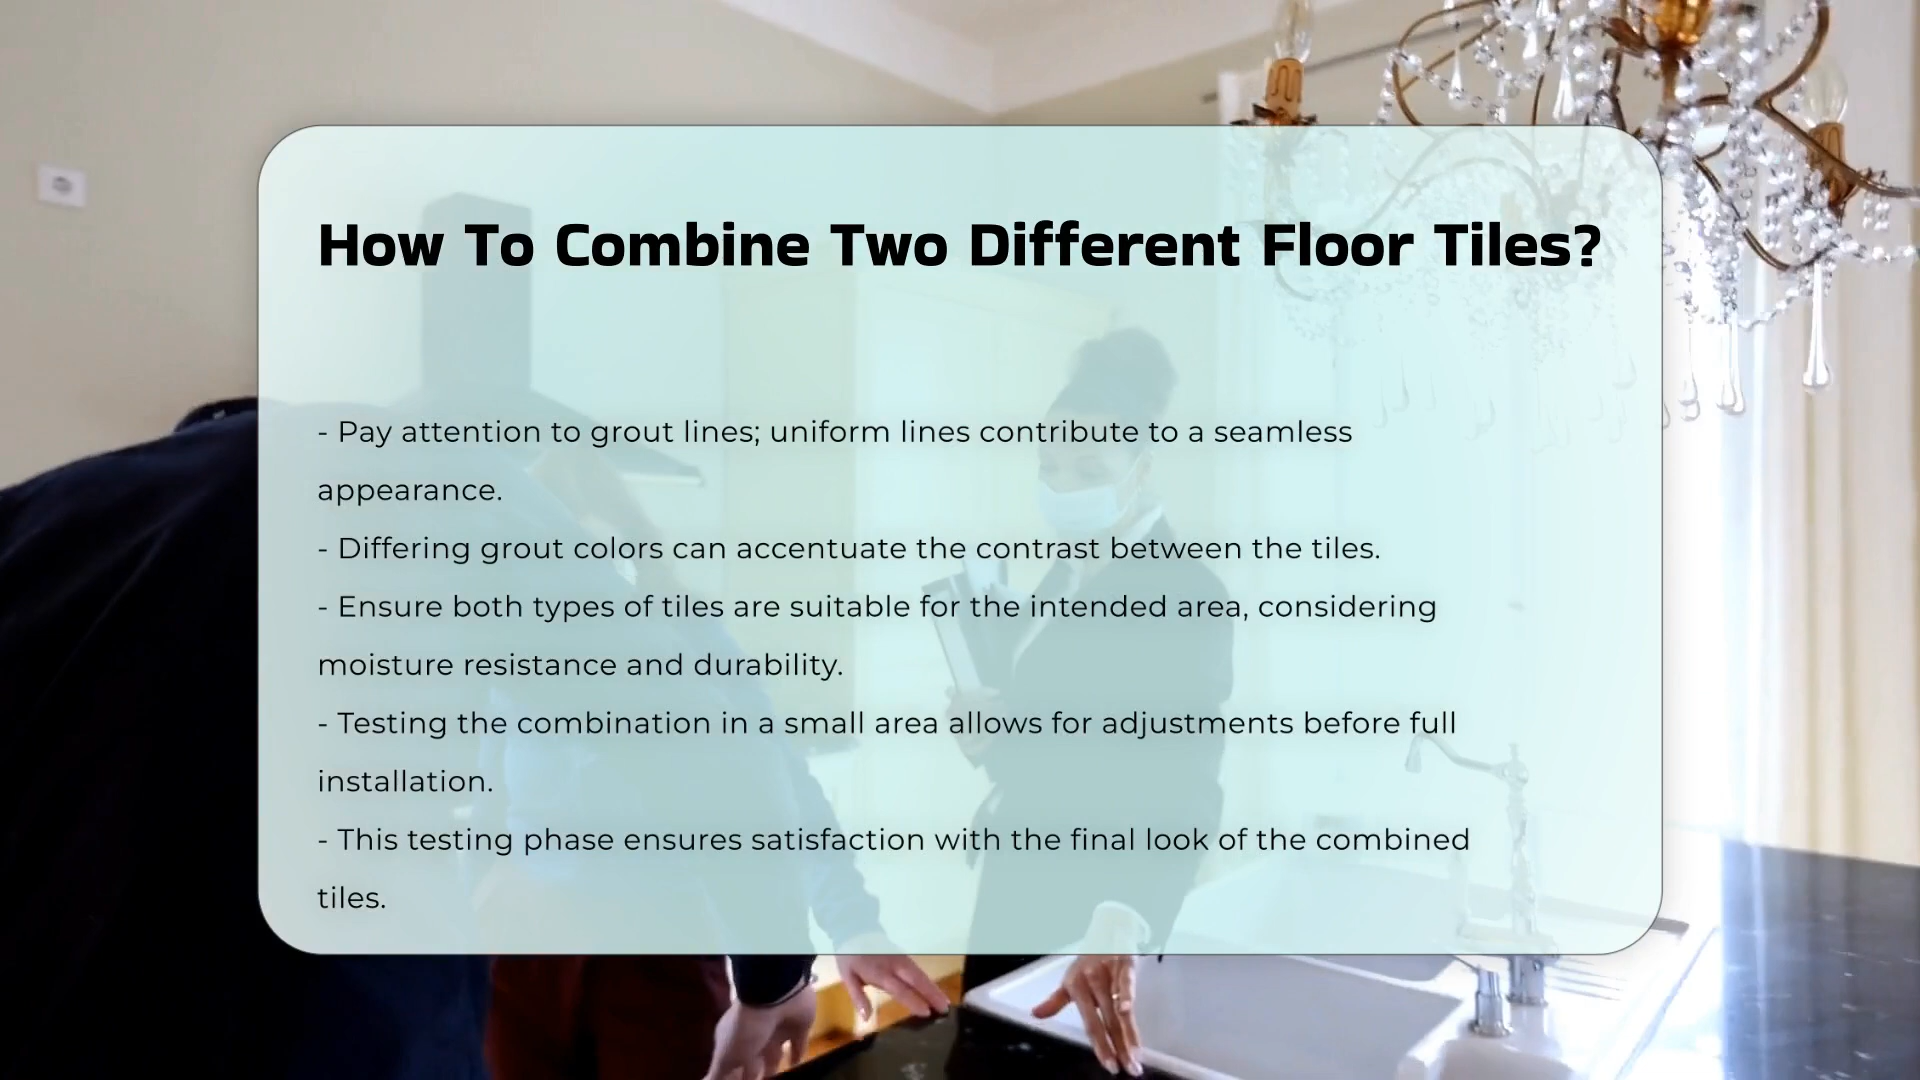 How To Combine Two Different Floor Tiles?
- Pay attention to grout lines; uniform lines contribute to a seamless
appearance.
- Differing grout colors can accentuate the contrast between the tiles.
- Ensure both types of tiles are suitable for the intended area, considering
moisture resistance and durability.
- Testing the combination in a small area allows for adjustments before full
installation.
- This testing phase ensures satisfaction with the final look of the combined
tiles.